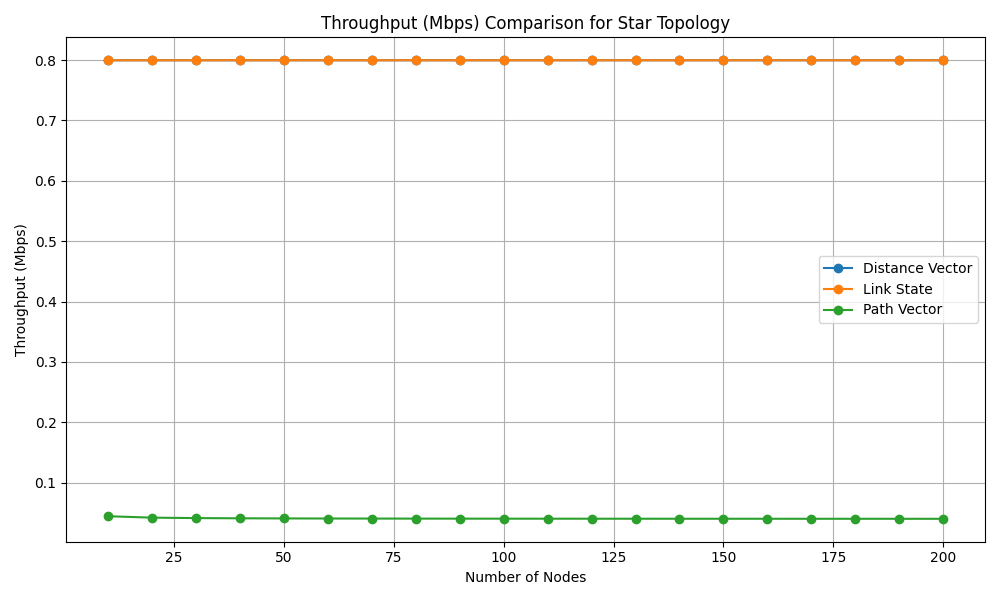 Throughput (Mbps) Comparison for Star Topology
Throughput (Mbps)
0.8
0.7
0.6
0.5
0.4
0.3
0.2
0.1
Distance Vector
Link State
Path Vector
25 50 75 100 125 150 175 200
Number of Nodes